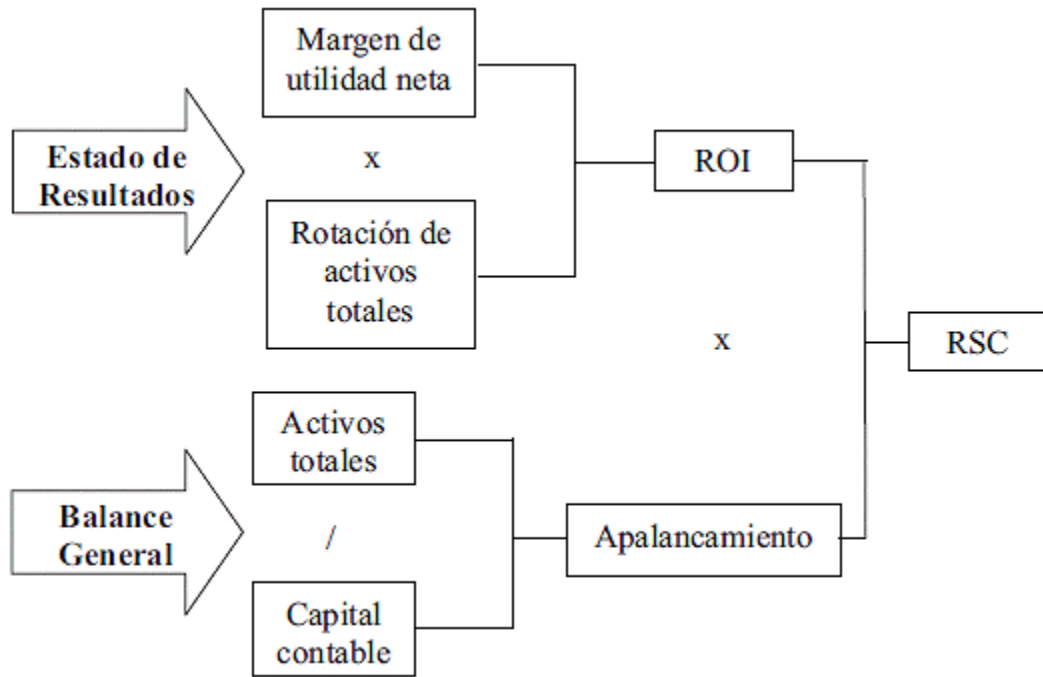 Margen de
utilidad neta
Estado de
Resultados
x
ROI
Rotación de
activos
totales
x
RSC
Activos
totales
Balance
General
/
Apalancamiento
Capital
contable